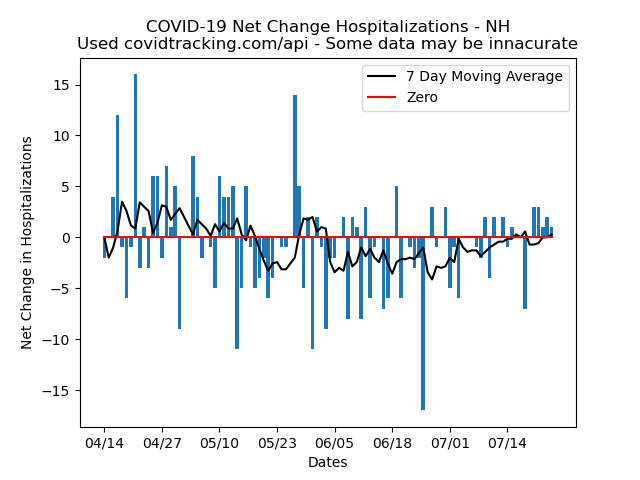 COVID-19 Net Change Hospitalizations - NH
Used covidtracking.com/api - Some data may be innacurate
7 Day Moving Average
Zero
Net Change in Hospitalizations
15
10
5
0
−5
−10
−15
04/14 04/27 05/10 05/23 06/05 06/18 07/01 07/14
Dates